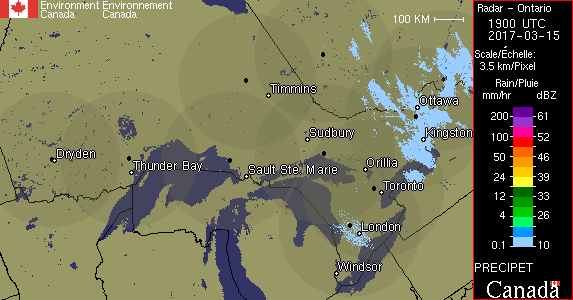 Environment Environnement
Canada Canada
100 KM
Timmins
Ottawa
Sudbury
Kingston
Dryden
Thunder Bay
Sault Ste. Marie
Orillia
Toronto
London
Windsor
Radar - Ontario
1900 UTC
2017-03-15
Scale/Échelle:
3.5 km/Pixel
Rain/Pluie
mm/hr dBZ
200 61
100 52
50 46
24 39
12 33
4 26
0.1 10
PRECIPET
Canada